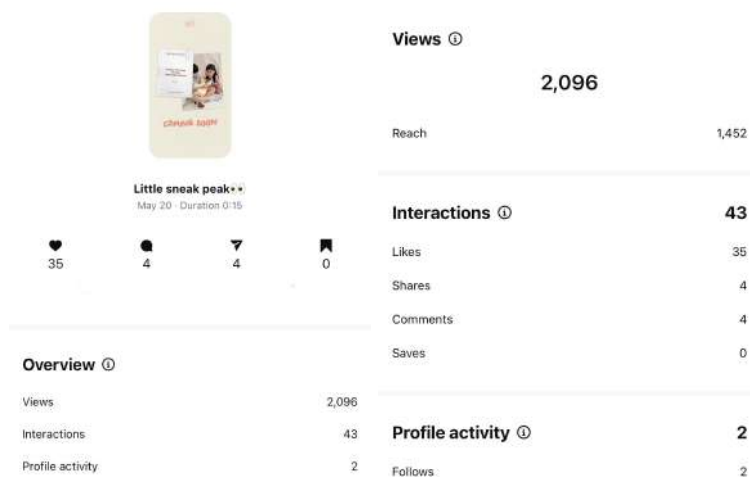 COMING SOON
Little sneak peak👀
May 20 · Duration 0:15
35 4 4 0
Overview
Views 2,096
Interactions 43
Profile activity 2
Views
2,096
Reach 1,452
Interactions 43
Likes 35
Shares 4
Comments 4
Saves 0
Profile activity 2
Follows 2